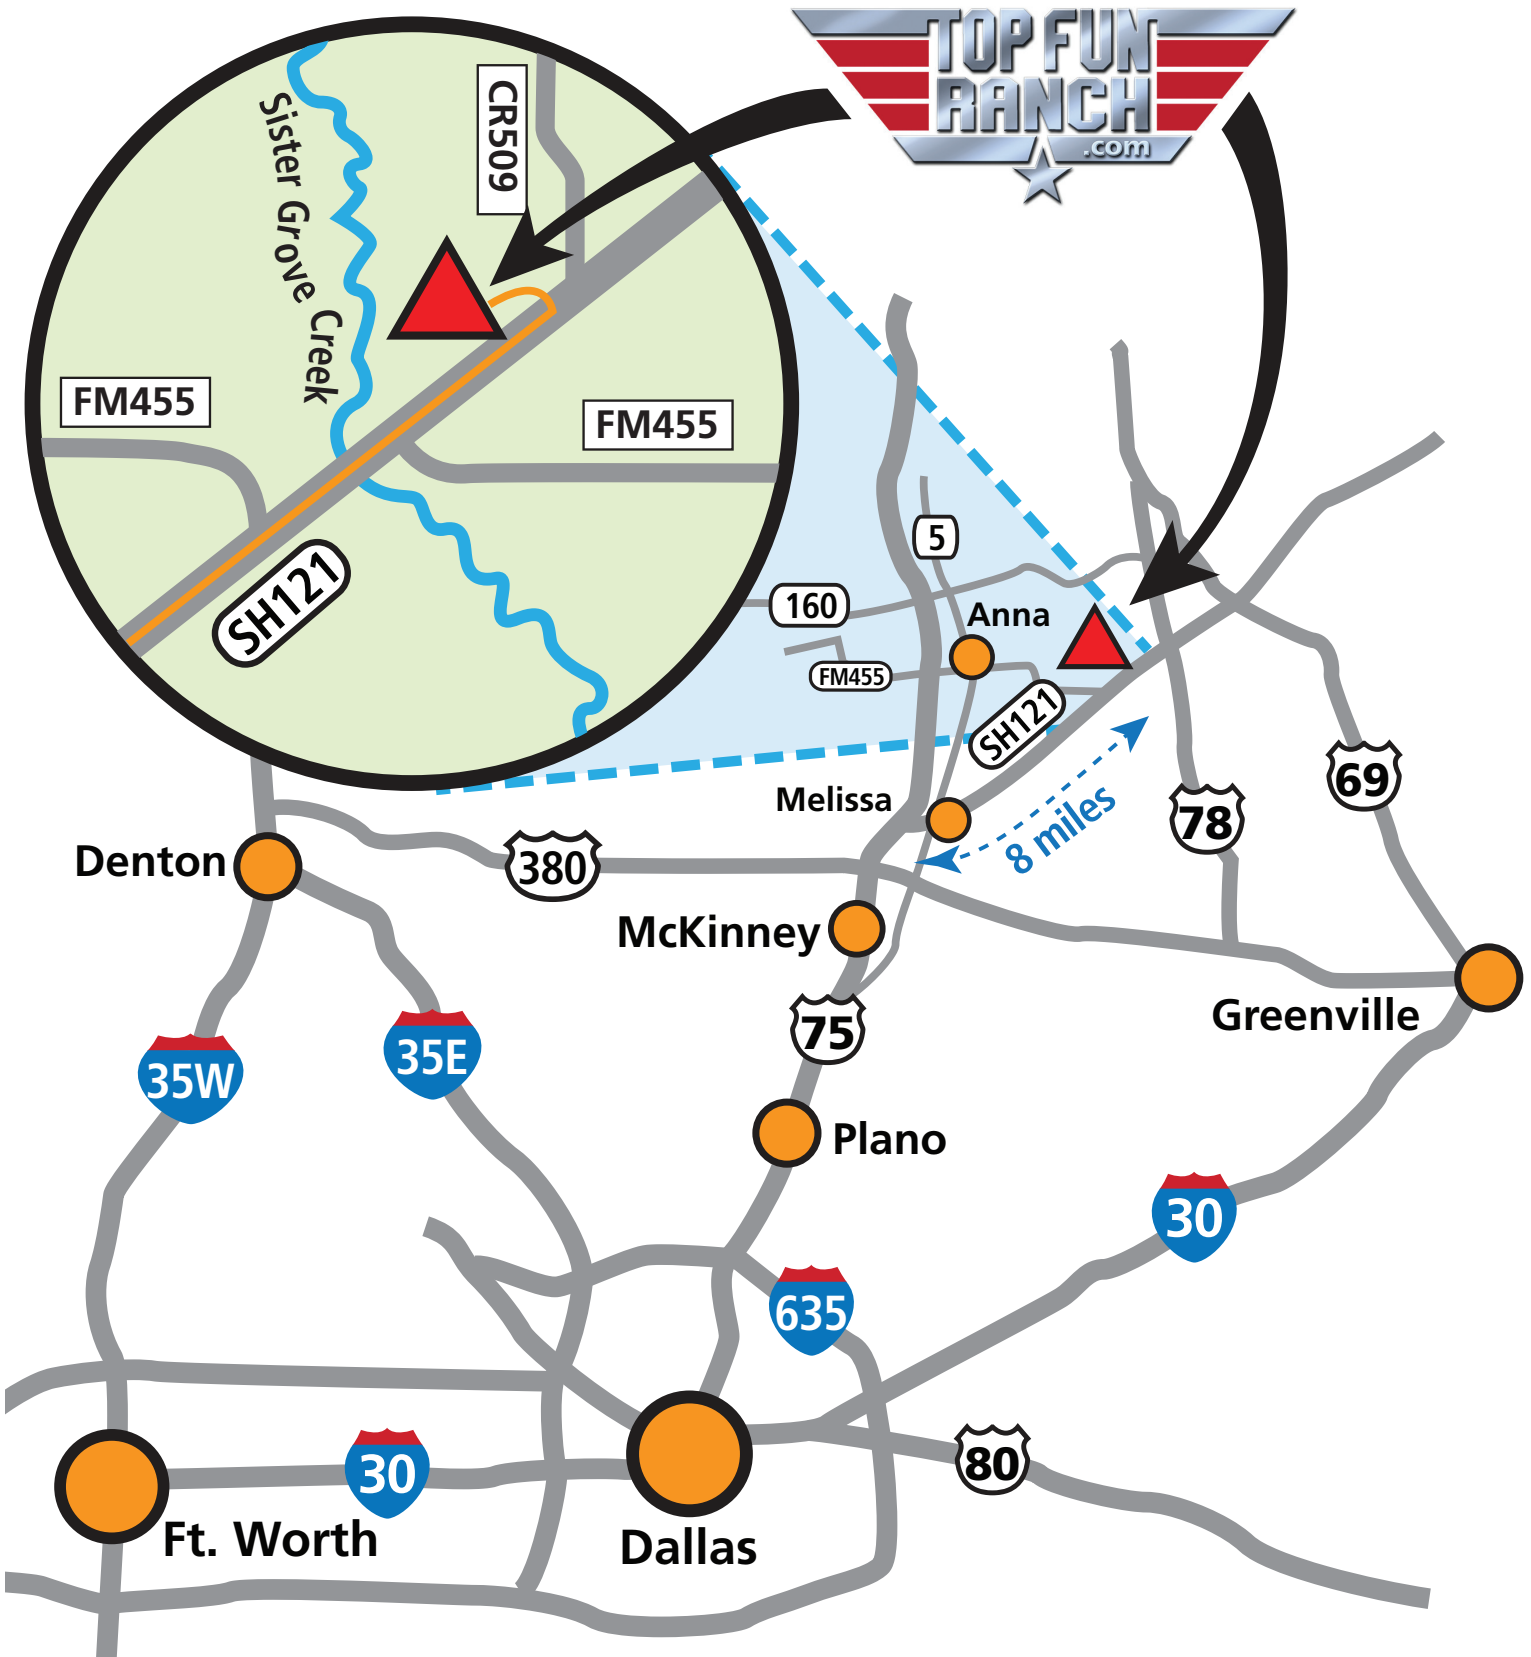 TOP FUN
RANCH
.com
CR509
Sister Grove Creek
FM455
FM455
SH121
5
160
Anna
FM455
SH121
Melissa
8 miles
69
78
Denton
380
McKinney
Greenville
75
35W
35E
Plano
30
635
30
80
Ft. Worth
Dallas